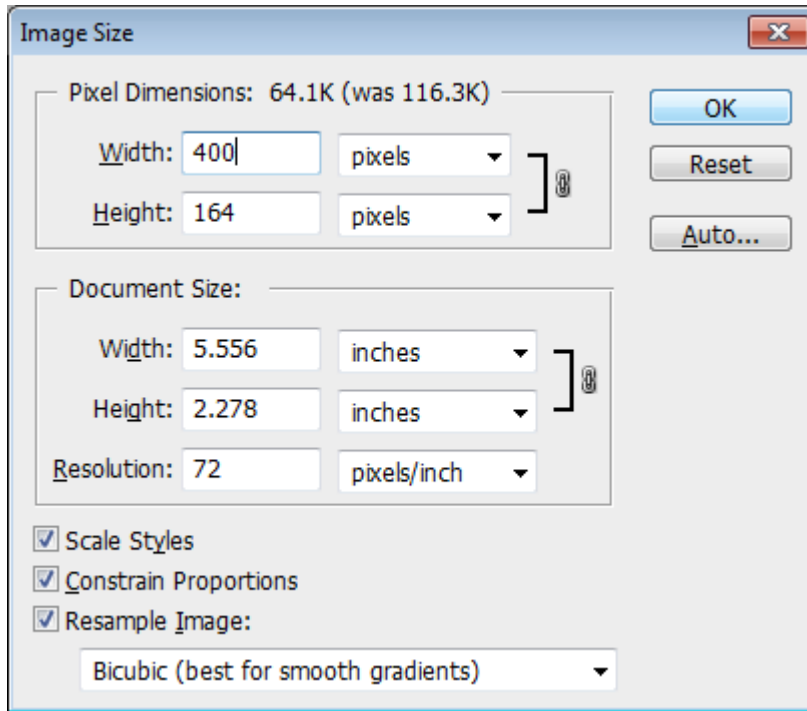 Image Size
Pixel Dimensions: 64.1K (was 116.3K)
OK
Width: 400 pixels
Reset
Height: 164 pixels
Auto...
Document Size:
Width: 5.556 inches
Height: 2.278 inches
Resolution: 72 pixels/inch
Scale Styles
Constrain Proportions
Resample Image:
Bicubic (best for smooth gradients)